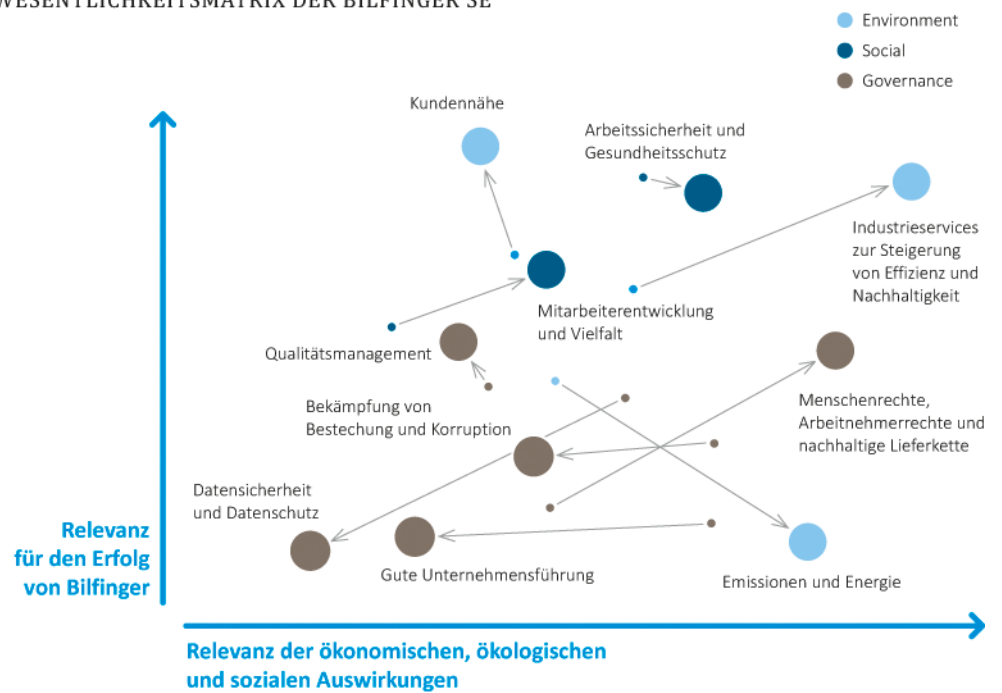 WESENTLICHKEITSMATRIX DER BILFINGER SE
Environment
Social
Governance
Kundennähe
Arbeitssicherheit und
Gesundheitsschutz
Industrieservices
zur Steigerung
von Effizienz und
Nachhaltigkeit
Mitarbeiterentwicklung
und Vielfalt
Qualitätsmanagement
Menschenrechte,
Arbeitnehmerrechte und
nachhaltige Lieferkette
Bekämpfung von
Bestechung und Korruption
Datensicherheit
und Datenschutz
Gute Unternehmensführung
Emissionen und Energie
Relevanz
für den Erfolg
von Bilfinger
Relevanz der ökonomischen, ökologischen
und sozialen Auswirkungen